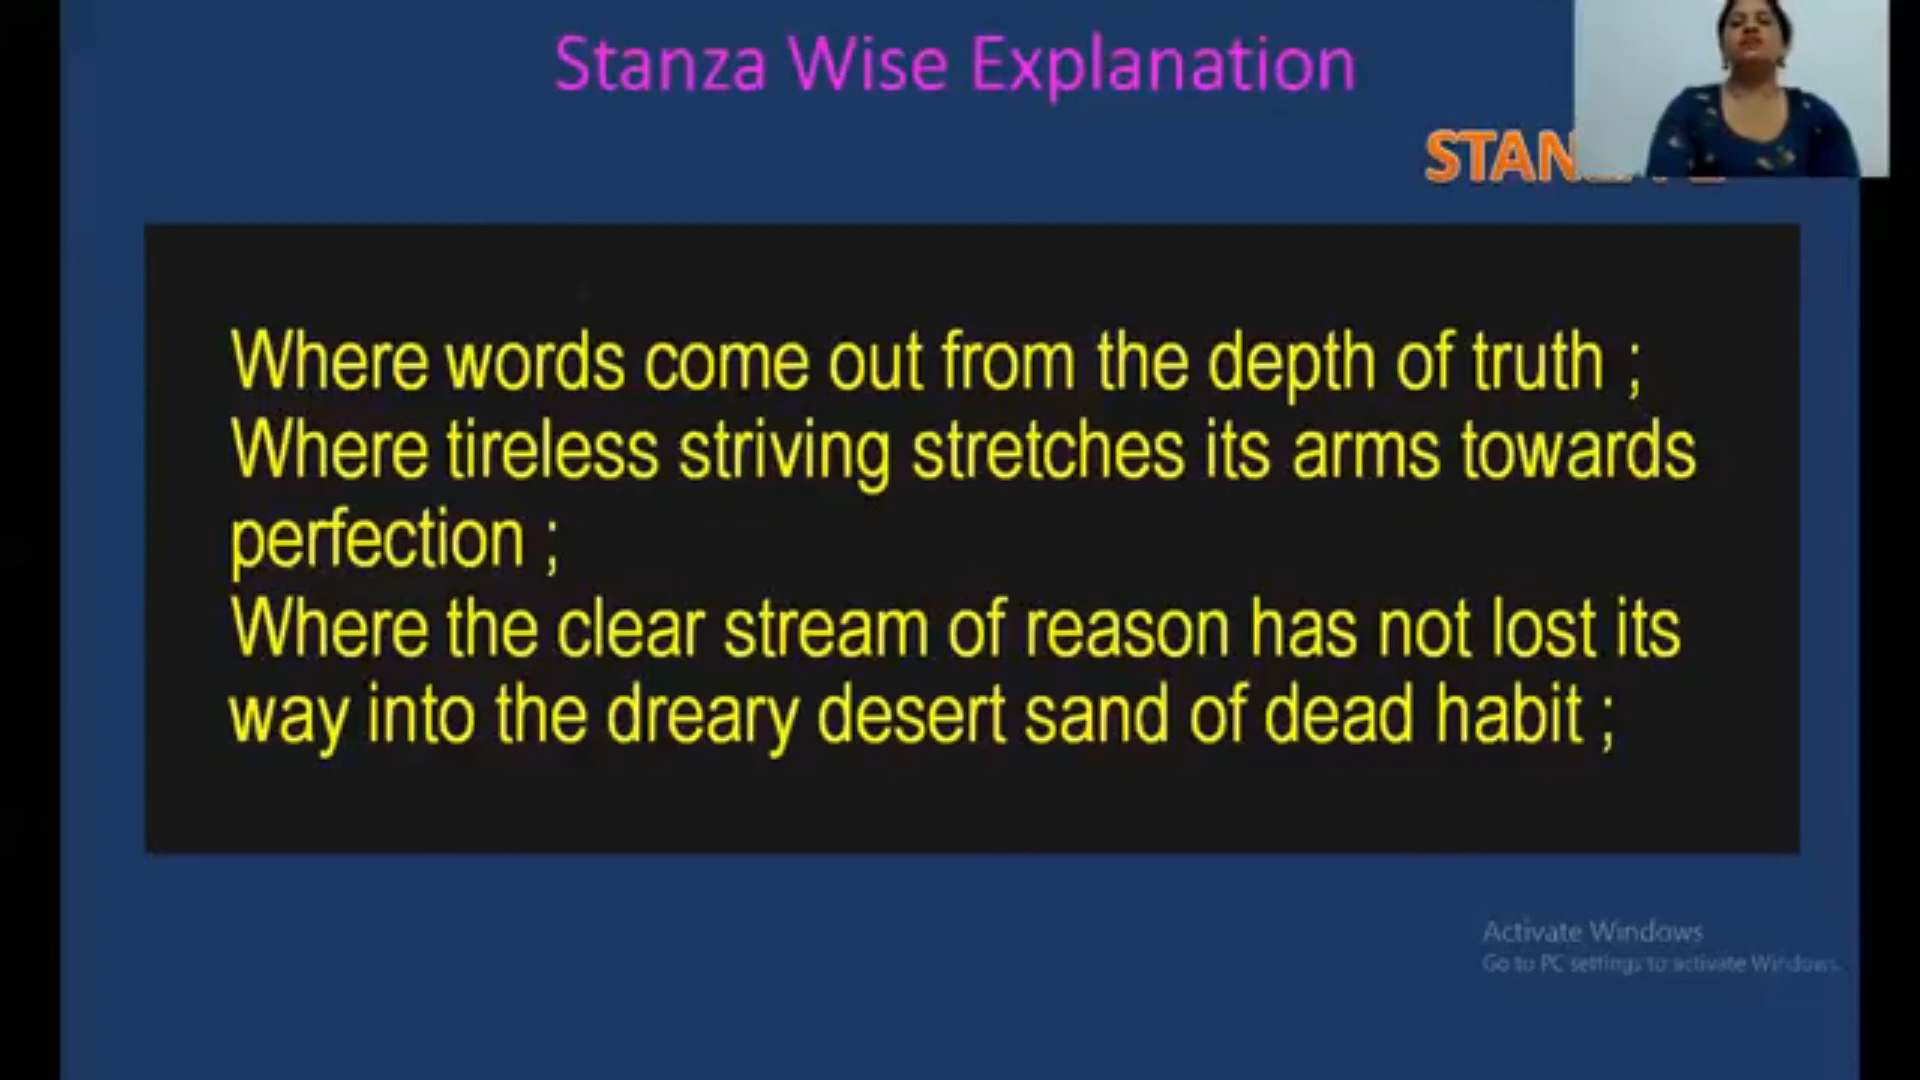 Stanza Wise Explanation
Where words come out from the depth of truth ;
Where tireless striving stretches its arms towards
perfection ;
Where the clear stream of reason has not lost its
way into the dreary desert sand of dead habit ;
Activate Windows
Go to PC settings to activate Windows.